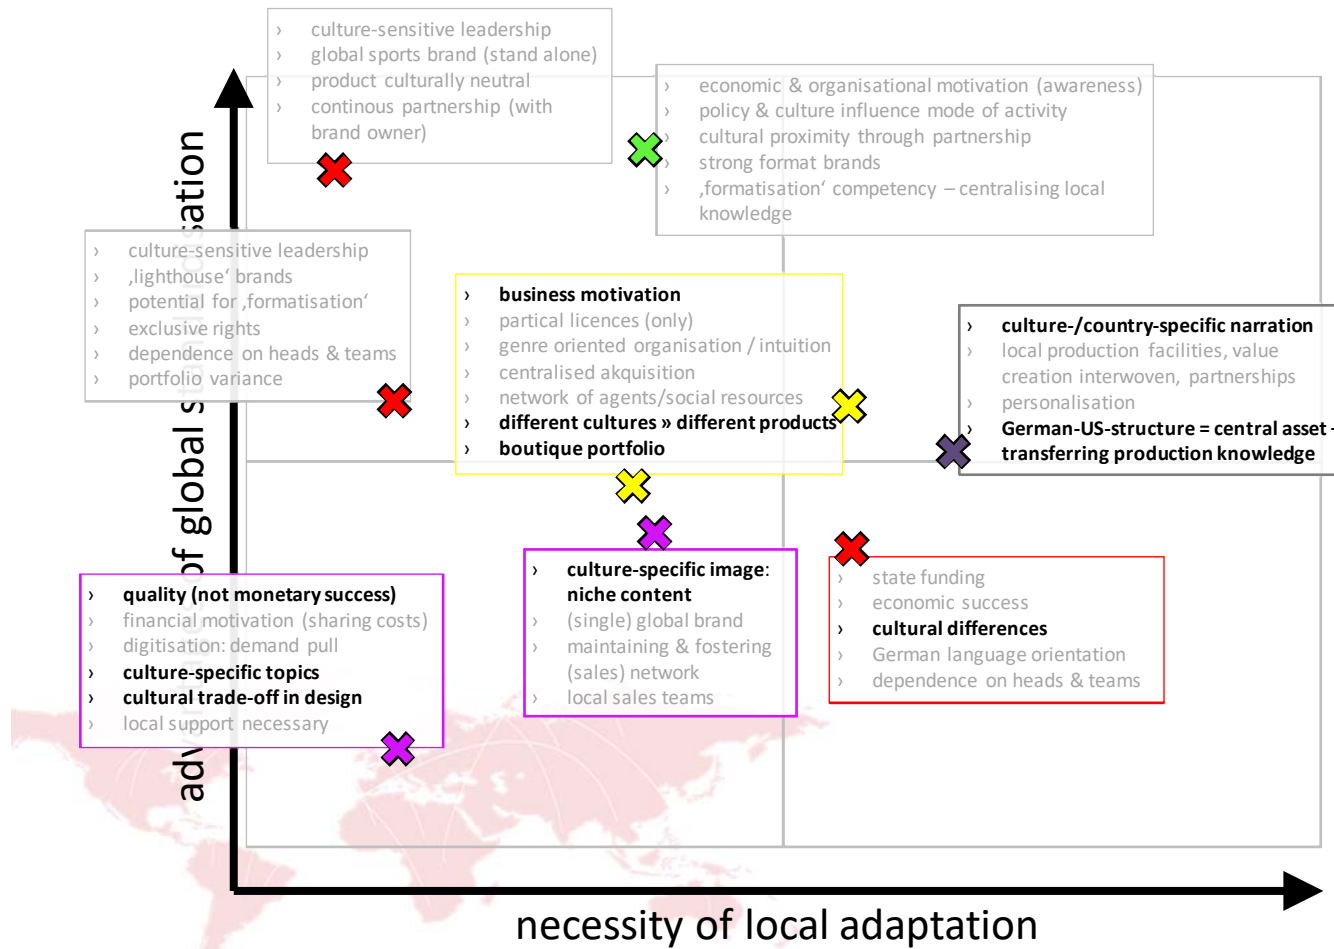 › culture-sensitive leadership
› global sports brand (stand alone)
› product culturally neutral
› continous partnership (with
brand owner)
› economic & organisational motivation (awareness)
› policy & culture influence mode of activity
› cultural proximity through partnership
› strong format brands
› ‚formatisation‘ competency – centralising local
knowledge
› culture-sensitive leadership
› ‚lighthouse‘ brands
› potential for ‚formatisation‘
› exclusive rights
› dependence on heads & teams
› portfolio variance
› business motivation
› partical licences (only)
› genre oriented organisation / intuition
› centralised akquisition
› network of agents/social resources
› different cultures » different products
› boutique portfolio
› culture-/country-specific narration
› local production facilities, value
creation interwoven, partnerships
› personalisation
› German-US-structure = central asset -
transferring production knowledge
› quality (not monetary success)
› financial motivation (sharing costs)
› digitisation: demand pull
› culture-specific topics
› cultural trade-off in design
› local support necessary
› culture-specific image:
niche content
› (single) global brand
› maintaining & fostering
(sales) network
› local sales teams
› state funding
› economic success
› cultural differences
› German language orientation
› dependence on heads & teams
advantages of global standardisation
necessity of local adaptation